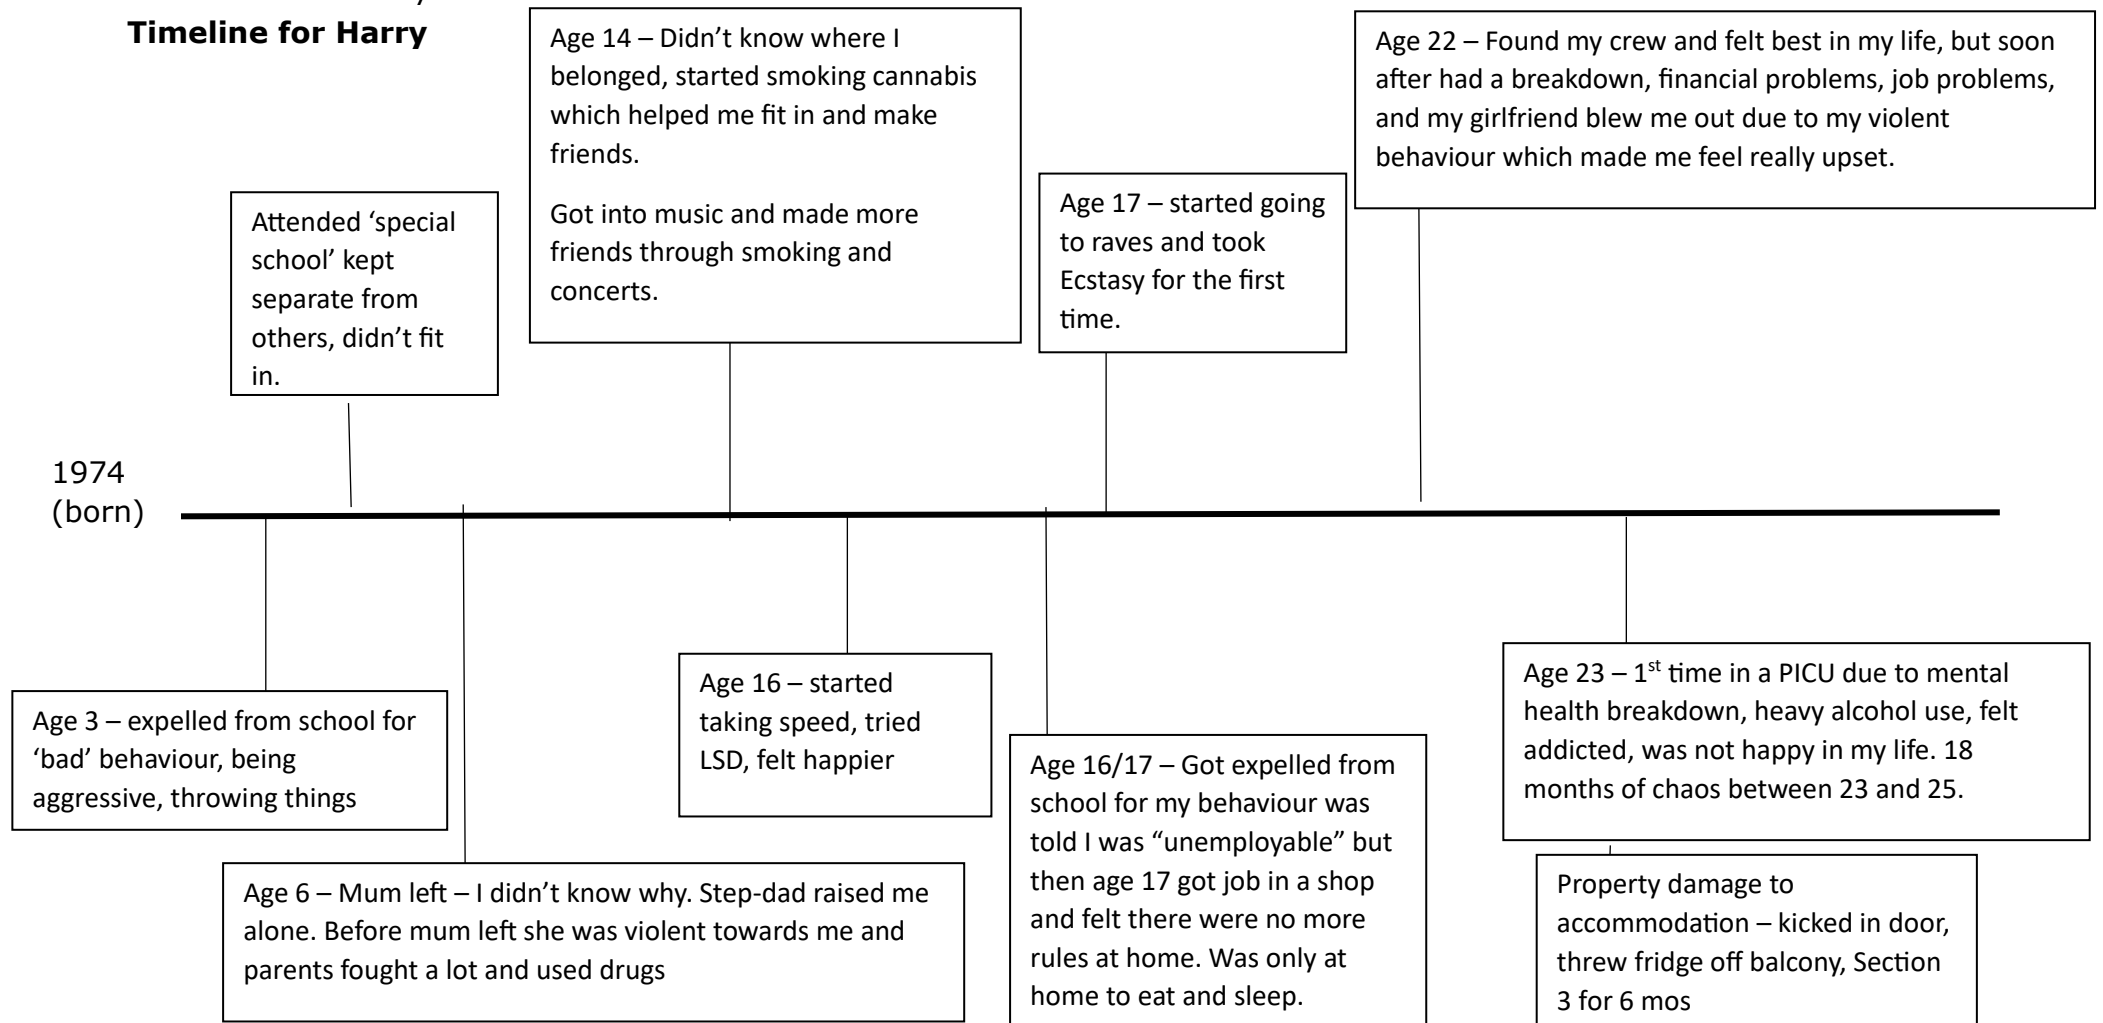 Timeline for Harry
Age 14 – Didn’t know where I
belonged, started smoking cannabis
which helped me fit in and make
friends.
Got into music and made more
friends through smoking and
concerts.
Age 22 – Found my crew and felt best in my life, but soon
after had a breakdown, financial problems, job problems,
and my girlfriend blew me out due to my violent
behaviour which made me feel really upset.
Attended ‘special
school’ kept
separate from
others, didn’t fit
in.
Age 17 – started going
to raves and took
Ecstasy for the first
time.
1974
(born)
Age 3 – expelled from school for
‘bad’ behaviour, being
aggressive, throwing things
Age 6 – Mum left – I didn’t know why. Step-dad raised me
alone. Before mum left she was violent towards me and
parents fought a lot and used drugs
Age 16 – started
taking speed, tried
LSD, felt happier
Age 16/17 – Got expelled from
school for my behaviour was
told I was “unemployable” but
then age 17 got job in a shop
and felt there were no more
rules at home. Was only at
home to eat and sleep.
Age 23 – 1st time in a PICU due to mental
health breakdown, heavy alcohol use, felt
addicted, was not happy in my life. 18
months of chaos between 23 and 25.
Property damage to
accommodation – kicked in door,
threw fridge off balcony, Section
3 for 6 mos